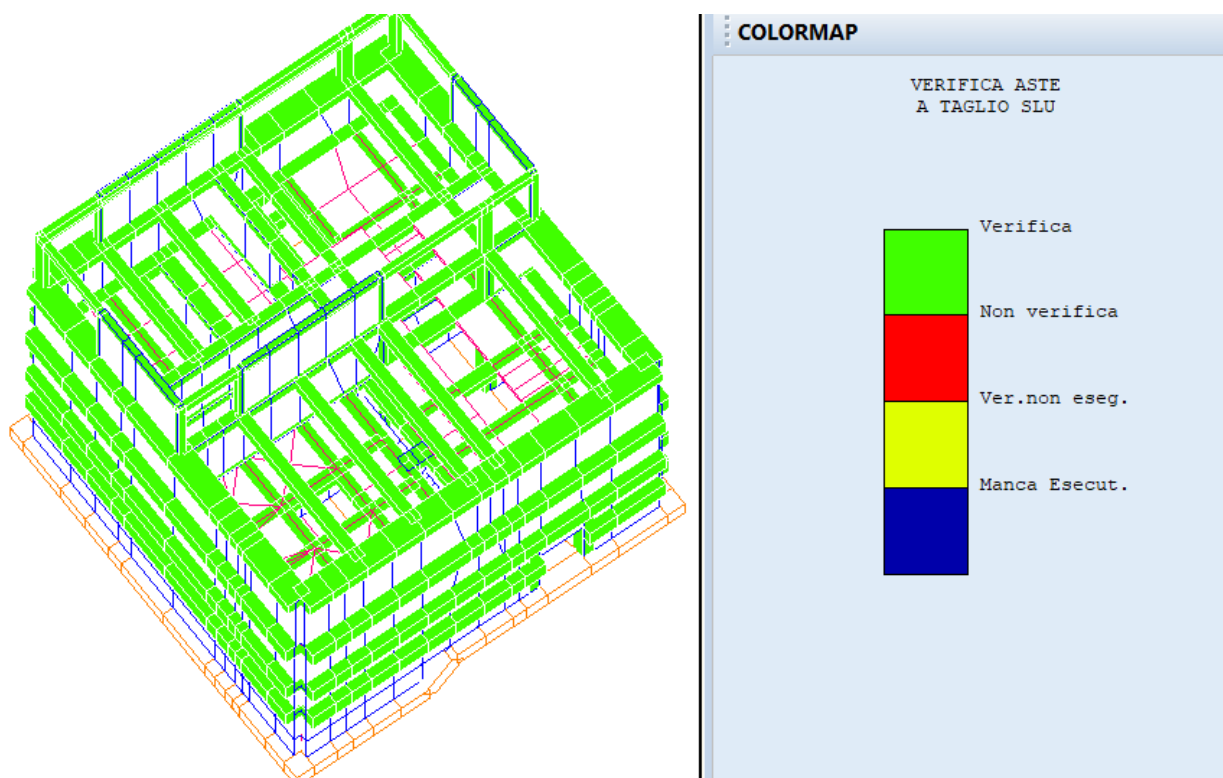 COLORMAP
VERIFICA ASTE
A TAGLIO SLU
Verifica
Non verifica
Ver.non eseg.
Manca Esecut.